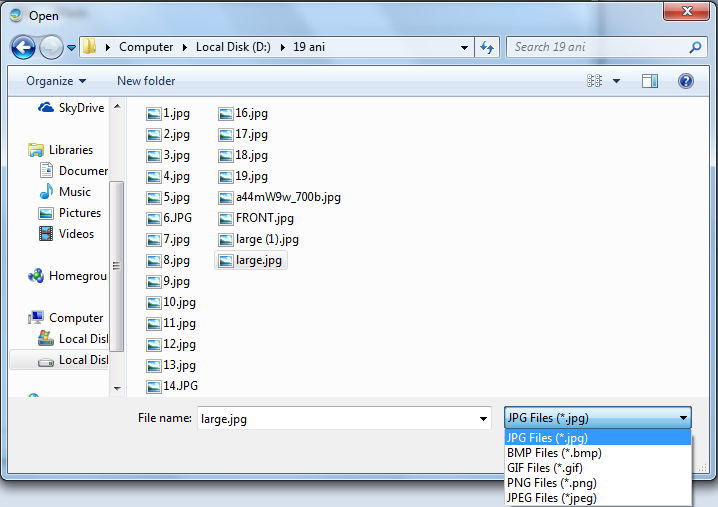 Open
Computer ▸ Local Disk (D:) ▸ 19 ani
Search 19 ani
Organize
New folder
SkyDrive
Libraries
Documen
Music
Pictures
Videos
Homegrou
Computer
Local Disk
Local Disk
1.jpg
2.jpg
3.jpg
4.jpg
5.jpg
6.JPG
7.jpg
8.jpg
9.jpg
10.jpg
11.jpg
12.jpg
13.jpg
14.JPG
16.jpg
17.jpg
18.jpg
19.jpg
a44mW9w_700b.jpg
FRONT.jpg
large (1).jpg
large.jpg
File name: large.jpg
JPG Files (*.jpg)
JPG Files (*.jpg)
BMP Files (*.bmp)
GIF Files (*.gif)
PNG Files (*.png)
JPEG Files (*jpeg)